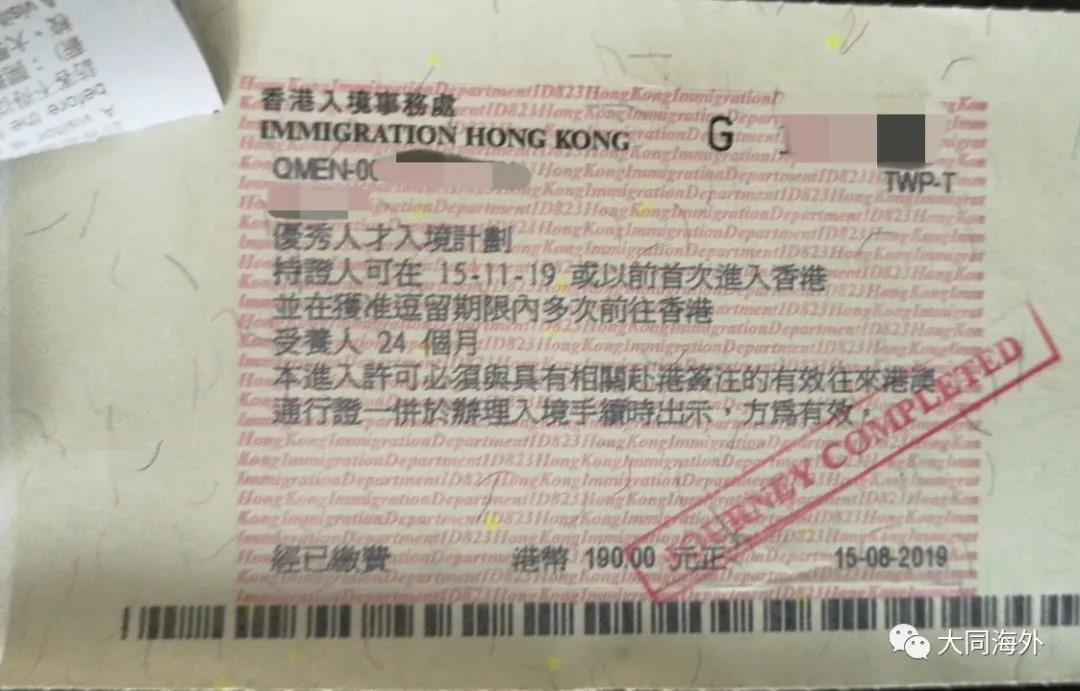 香港入境事務處
IMMIGRATION HONG KONG G
QMEN-0
TWP-T
優秀人才入境計劃
持證人可在 15-11-19 或以前首次進入香港
並在獲准逗留期限內多次前往香港
受養人 24 個月
本進入許可必須與具有相關赴港簽注的有效往來港澳
通行證一併於辦理入境手續時出示，方爲有效。
JOURNEY COMPLETED
經已繳費 港幣 190.00 元正 15-08-2019
大同海外